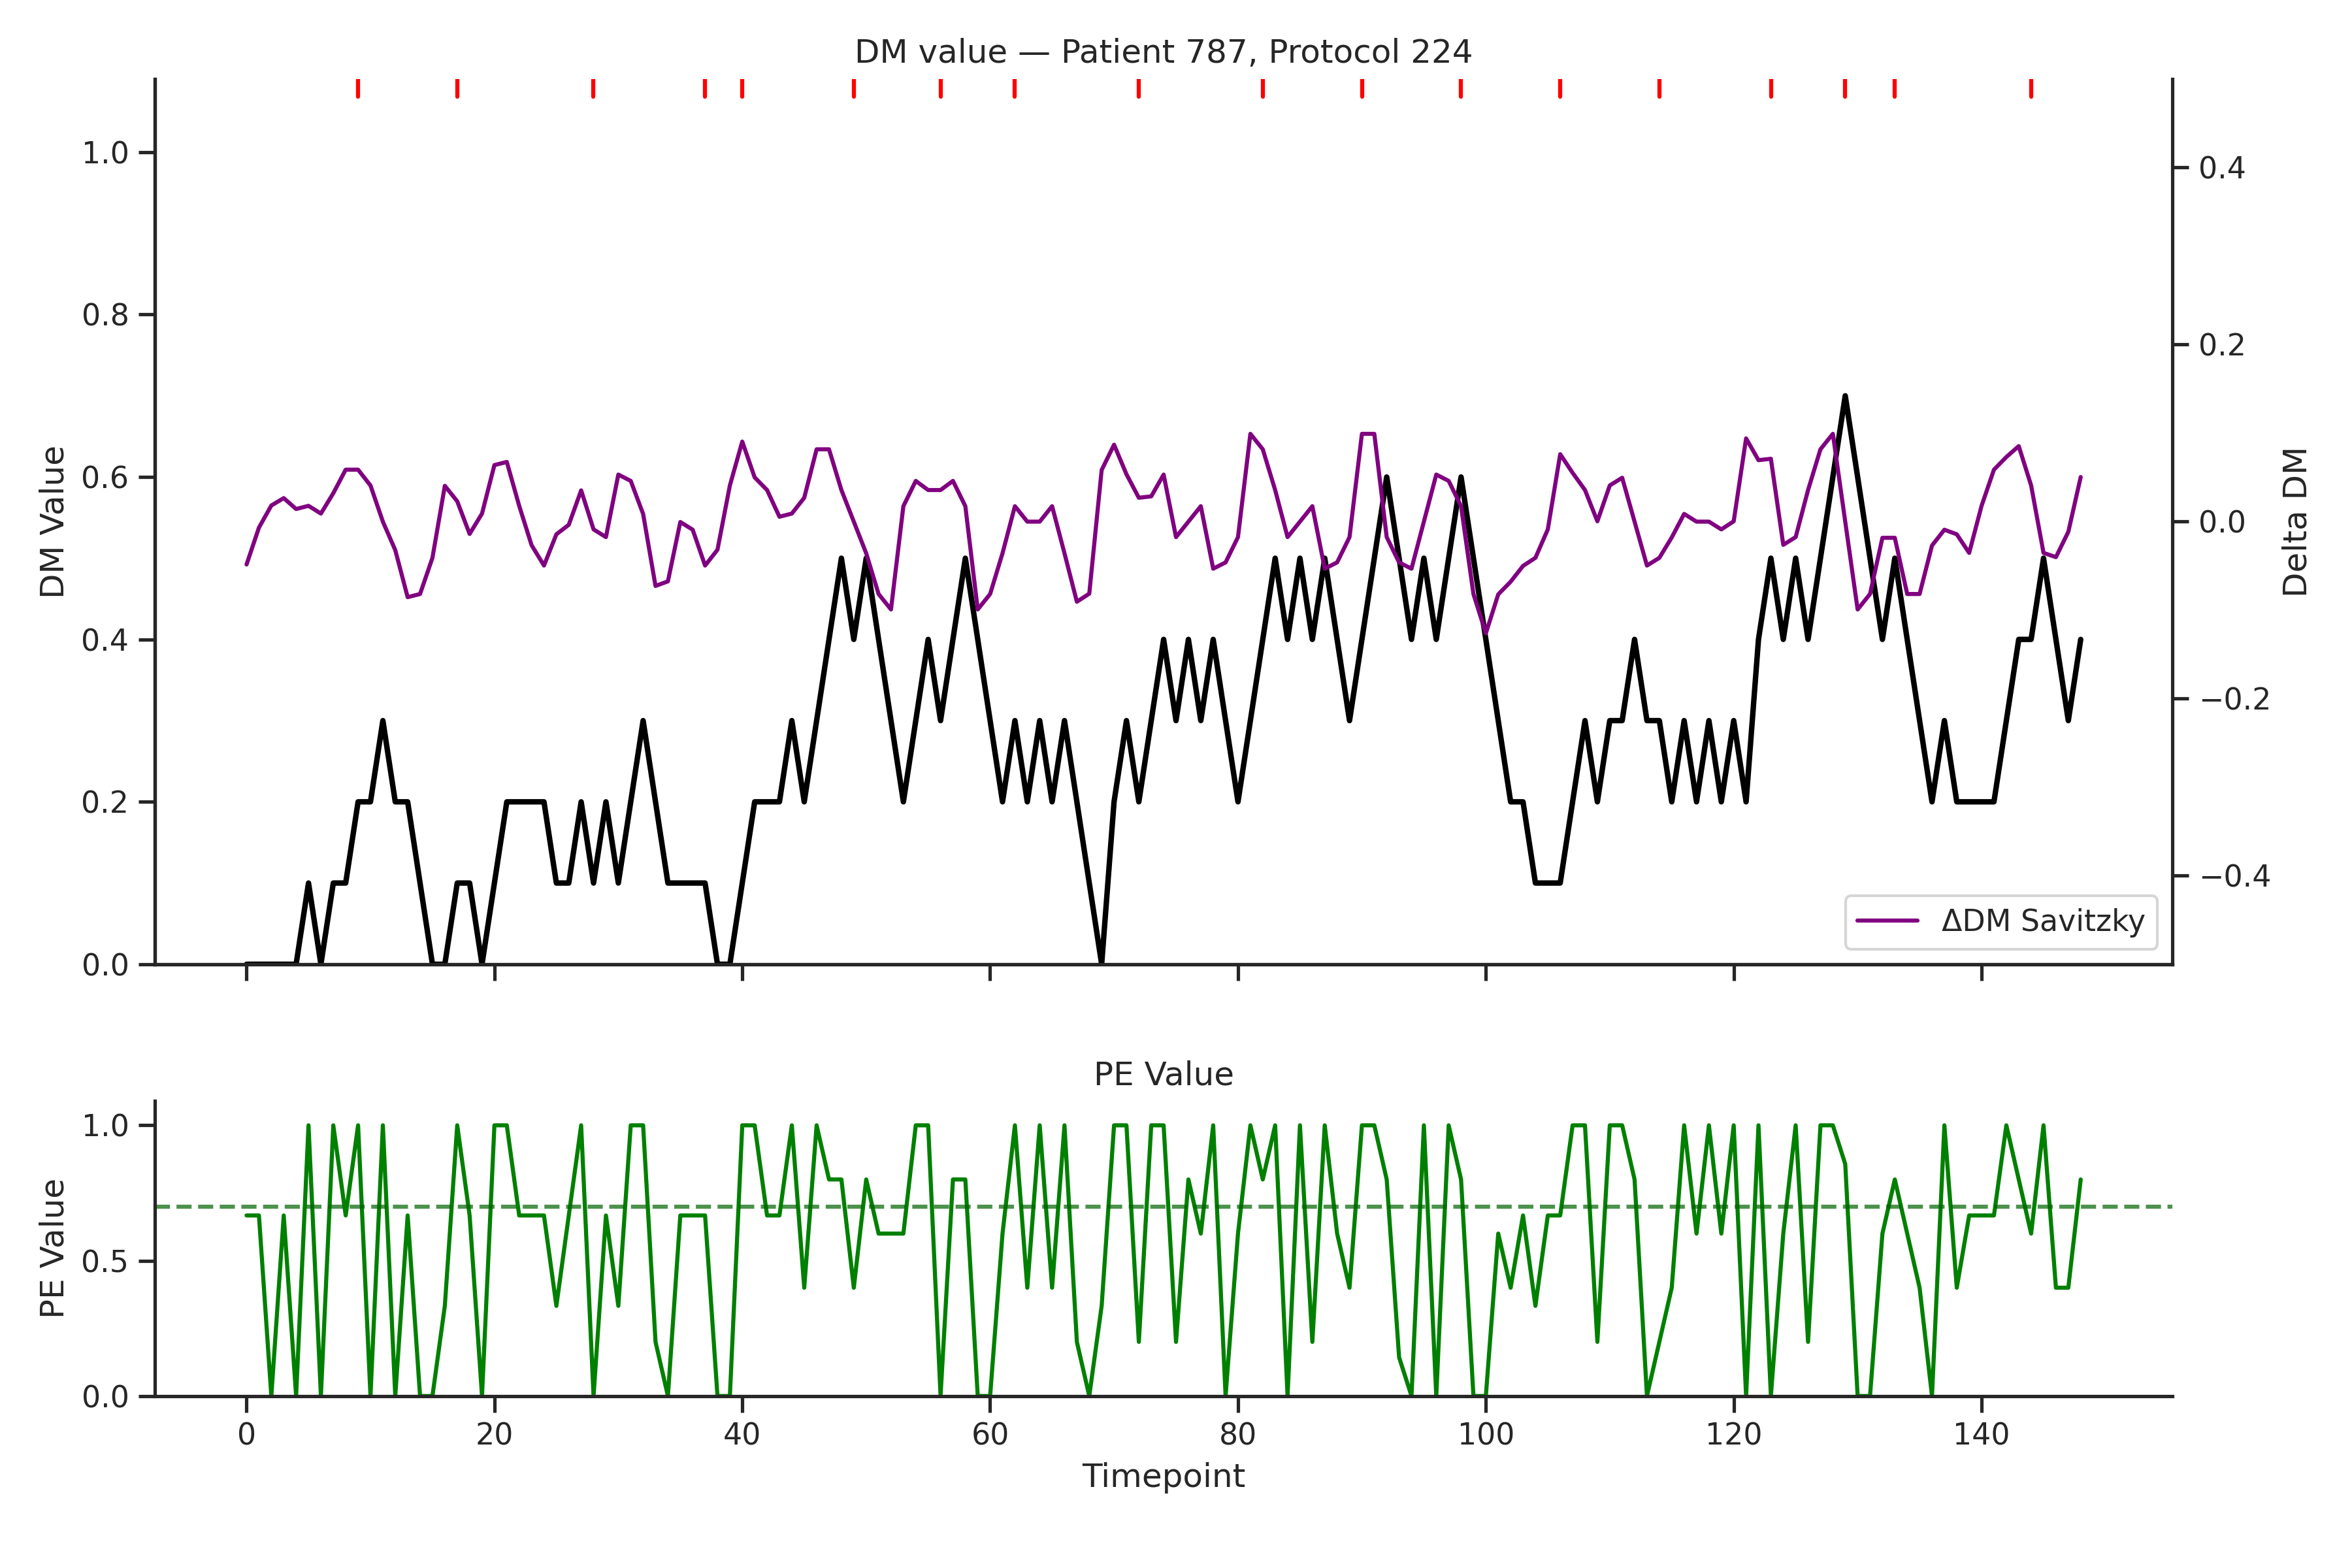 DM value — Patient 787, Protocol 224
1.0
0.8
0.6
0.4
0.2
0.0
DM Value
0.4
0.2
0.0
−0.2
−0.4
Delta DM
ΔDM Savitzky
PE Value
1.0
0.5
0.0
PE Value
0 20 40 60 80 100 120 140
Timepoint